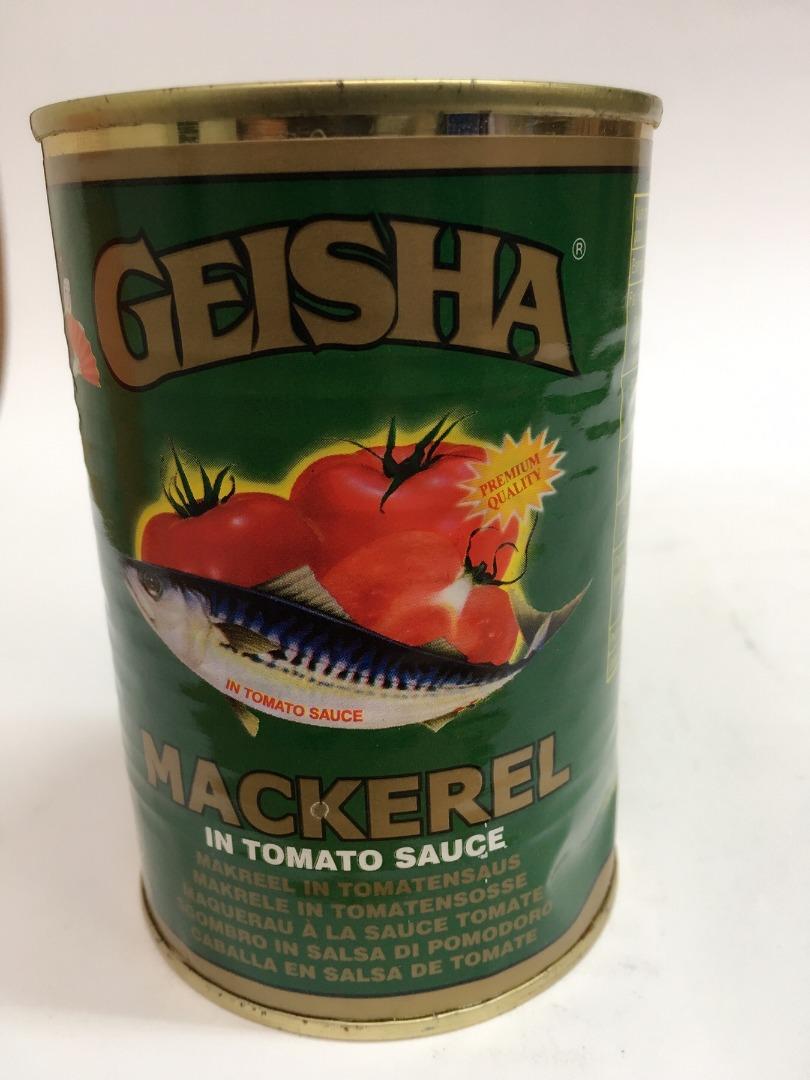 GEISHA®
PREMIUM
QUALITY
IN TOMATO SAUCE
MACKEREL
IN TOMATO SAUCE
MAKREEL IN TOMATENSAUS
MAKRELE IN TOMATENSOSSE
MAQUERAU À LA SAUCE TOMATE
SGOMBRO IN SALSA DI POMODORO
CABALLA EN SALSA DE TOMATE